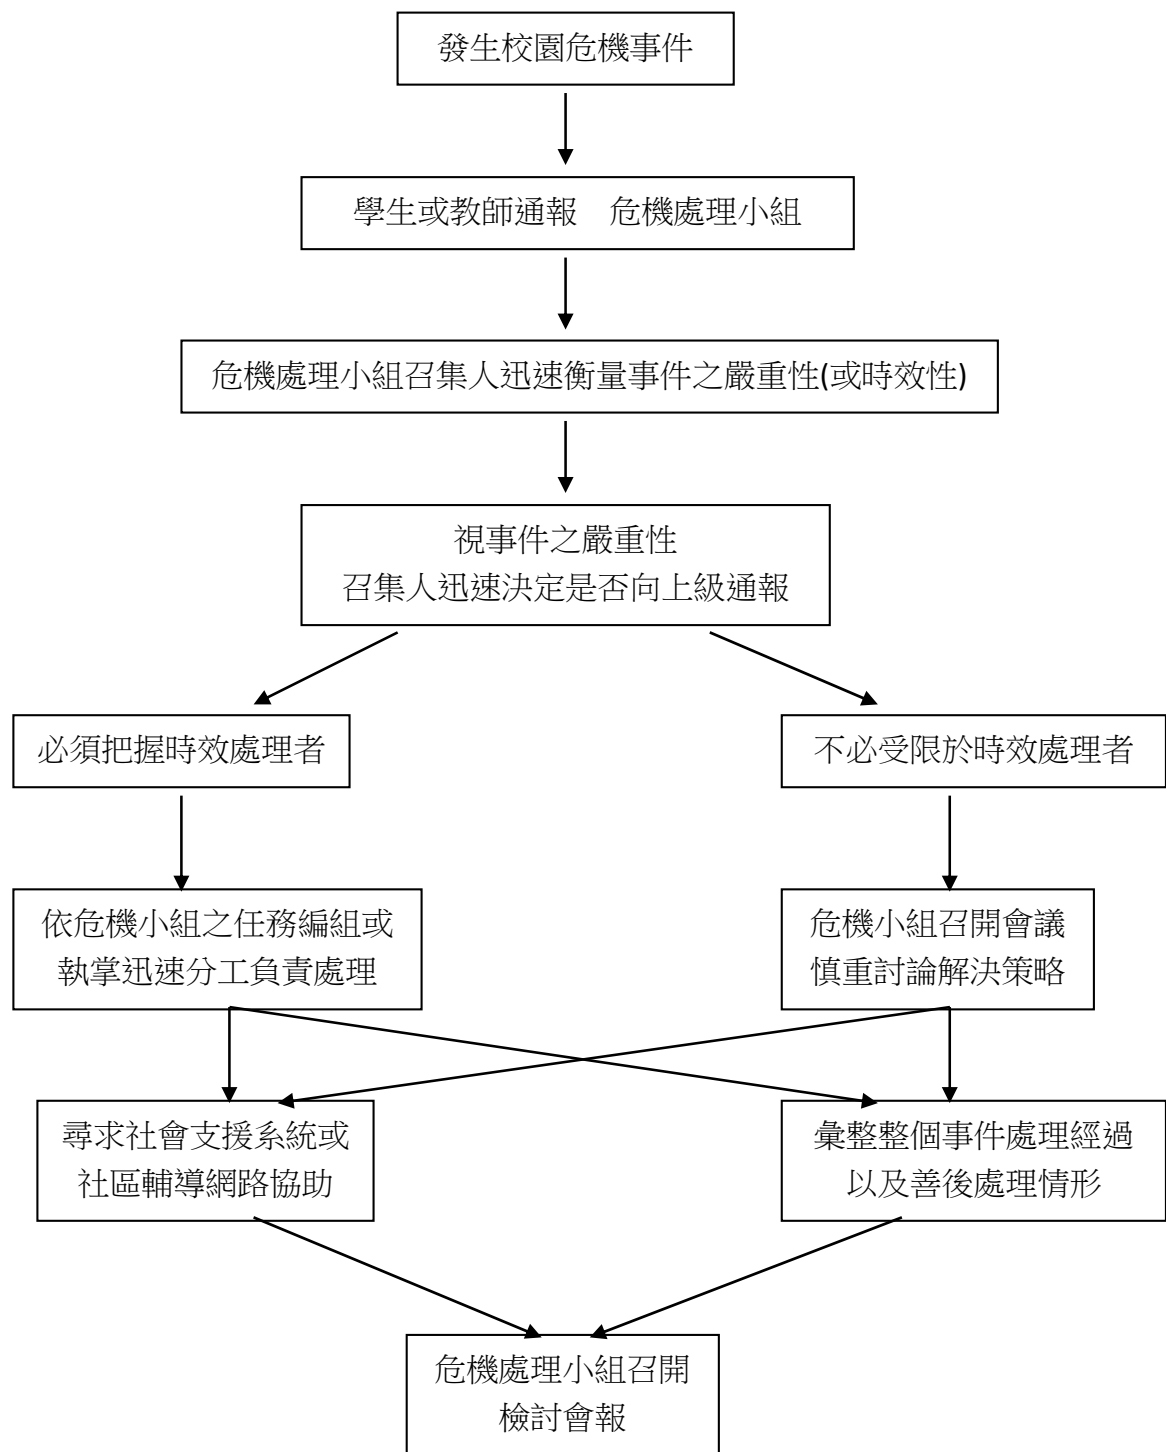 發生校園危機事件
學生或教師通報　危機處理小組
危機處理小組召集人迅速衡量事件之嚴重性(或時效性)
視事件之嚴重性
召集人迅速決定是否向上級通報
必須把握時效處理者
不必受限於時效處理者
依危機小組之任務編組或
執掌迅速分工負責處理
危機小組召開會議
慎重討論解決策略
尋求社會支援系統或
社區輔導網路協助
彙整整個事件處理經過
以及善後處理情形
危機處理小組召開
檢討會報